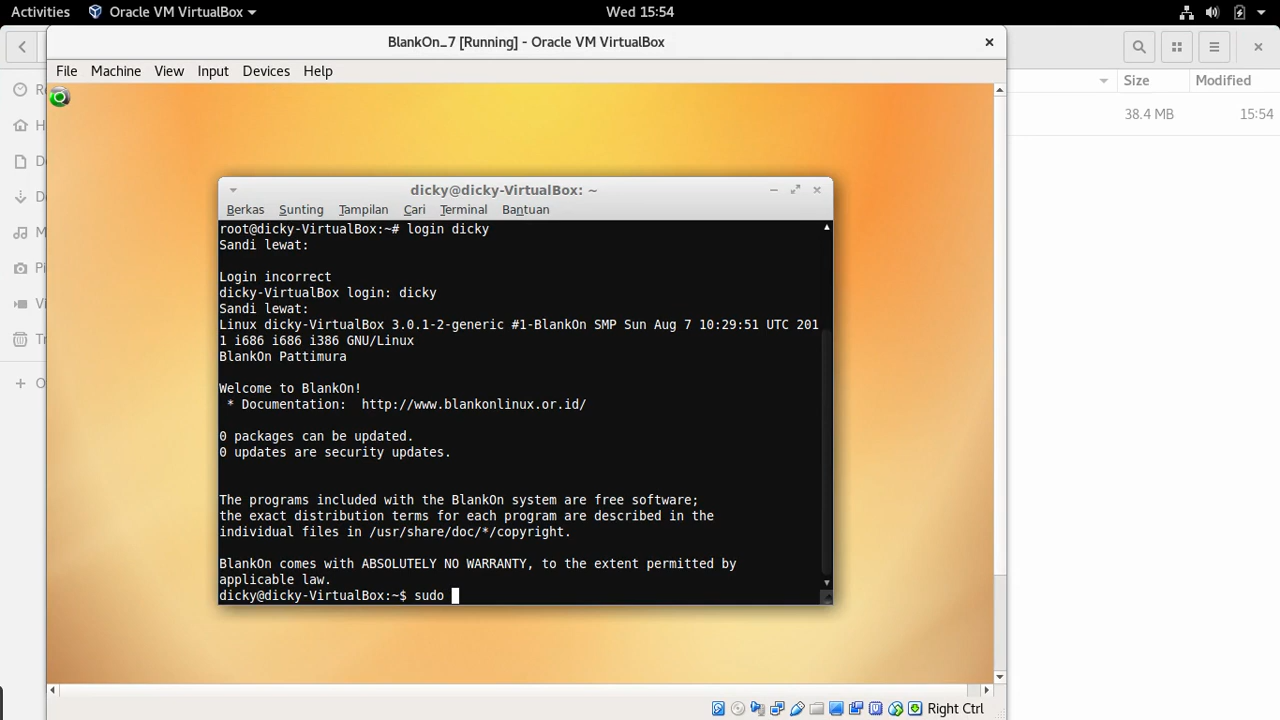 Activities
Oracle VM VirtualBox
Wed 15:54
BlankOn_7 [Running] - Oracle VM VirtualBox
File Machine View Input Devices Help
Size
Modified
38.4 MB
15:54
dicky@dicky-VirtualBox: ~
Berkas Sunting Tampilan Cari Terminal Bantuan
root@dicky-VirtualBox:~# login dicky
Sandi lewat:
Login incorrect
dicky-VirtualBox login: dicky
Sandi lewat:
Linux dicky-VirtualBox 3.0.1-2-generic #1-BlankOn SMP Sun Aug 7 10:29:51 UTC 201
1 i686 i686 i386 GNU/Linux
BlankOn Pattimura
Welcome to BlankOn!
* Documentation:  http://www.blankonlinux.or.id/
0 packages can be updated.
0 updates are security updates.
The programs included with the BlankOn system are free software;
the exact distribution terms for each program are described in the
individual files in /usr/share/doc/*/copyright.
BlankOn comes with ABSOLUTELY NO WARRANTY, to the extent permitted by
applicable law.
dicky@dicky-VirtualBox:~$ sudo
Right Ctrl